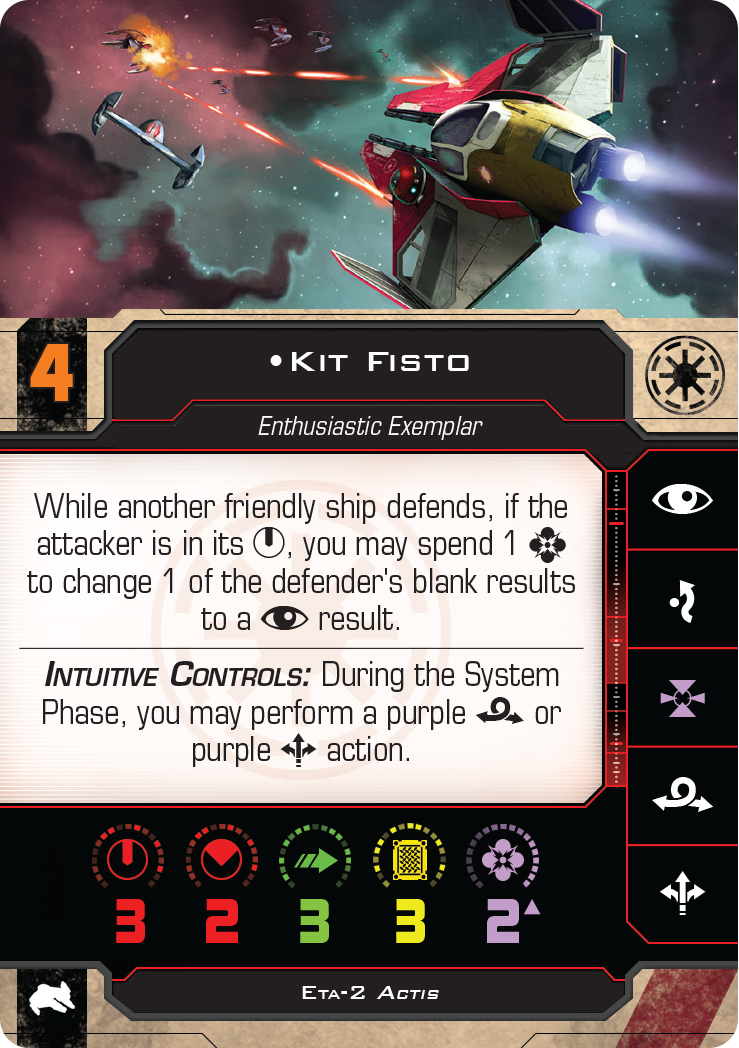 4
•Kit Fisto
Enthusiastic Exemplar
While another friendly ship defends, if the
attacker is in its , you may spend 1
to change 1 of the defender's blank results
to a result.
Intuitive Controls: During the System
Phase, you may perform a purple or
purple action.
3 2 3 3 2
Eta-2 Actis